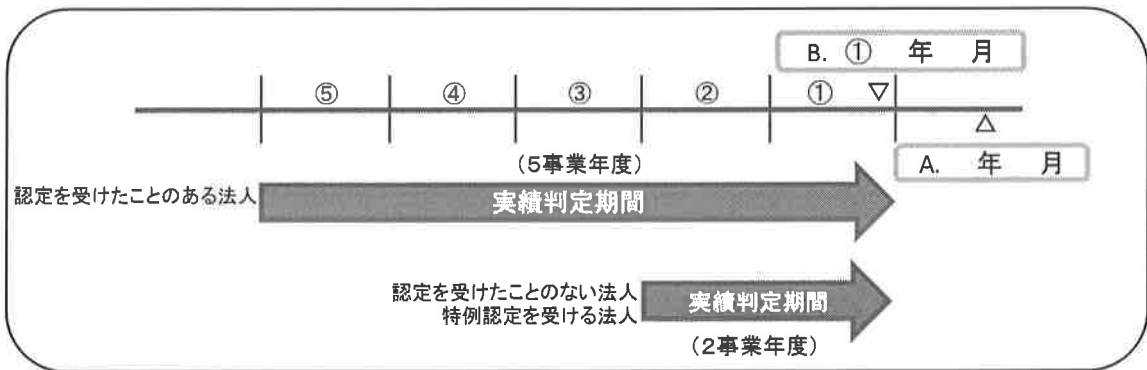 B. ① 年 月
⑤ ④ ③ ② ① ▽
△
A. 年 月
(5事業年度)
認定を受けたことのある法人
実績判定期間
認定を受けたことのない法人
特例認定を受ける法人
実績判定期間
(2事業年度)